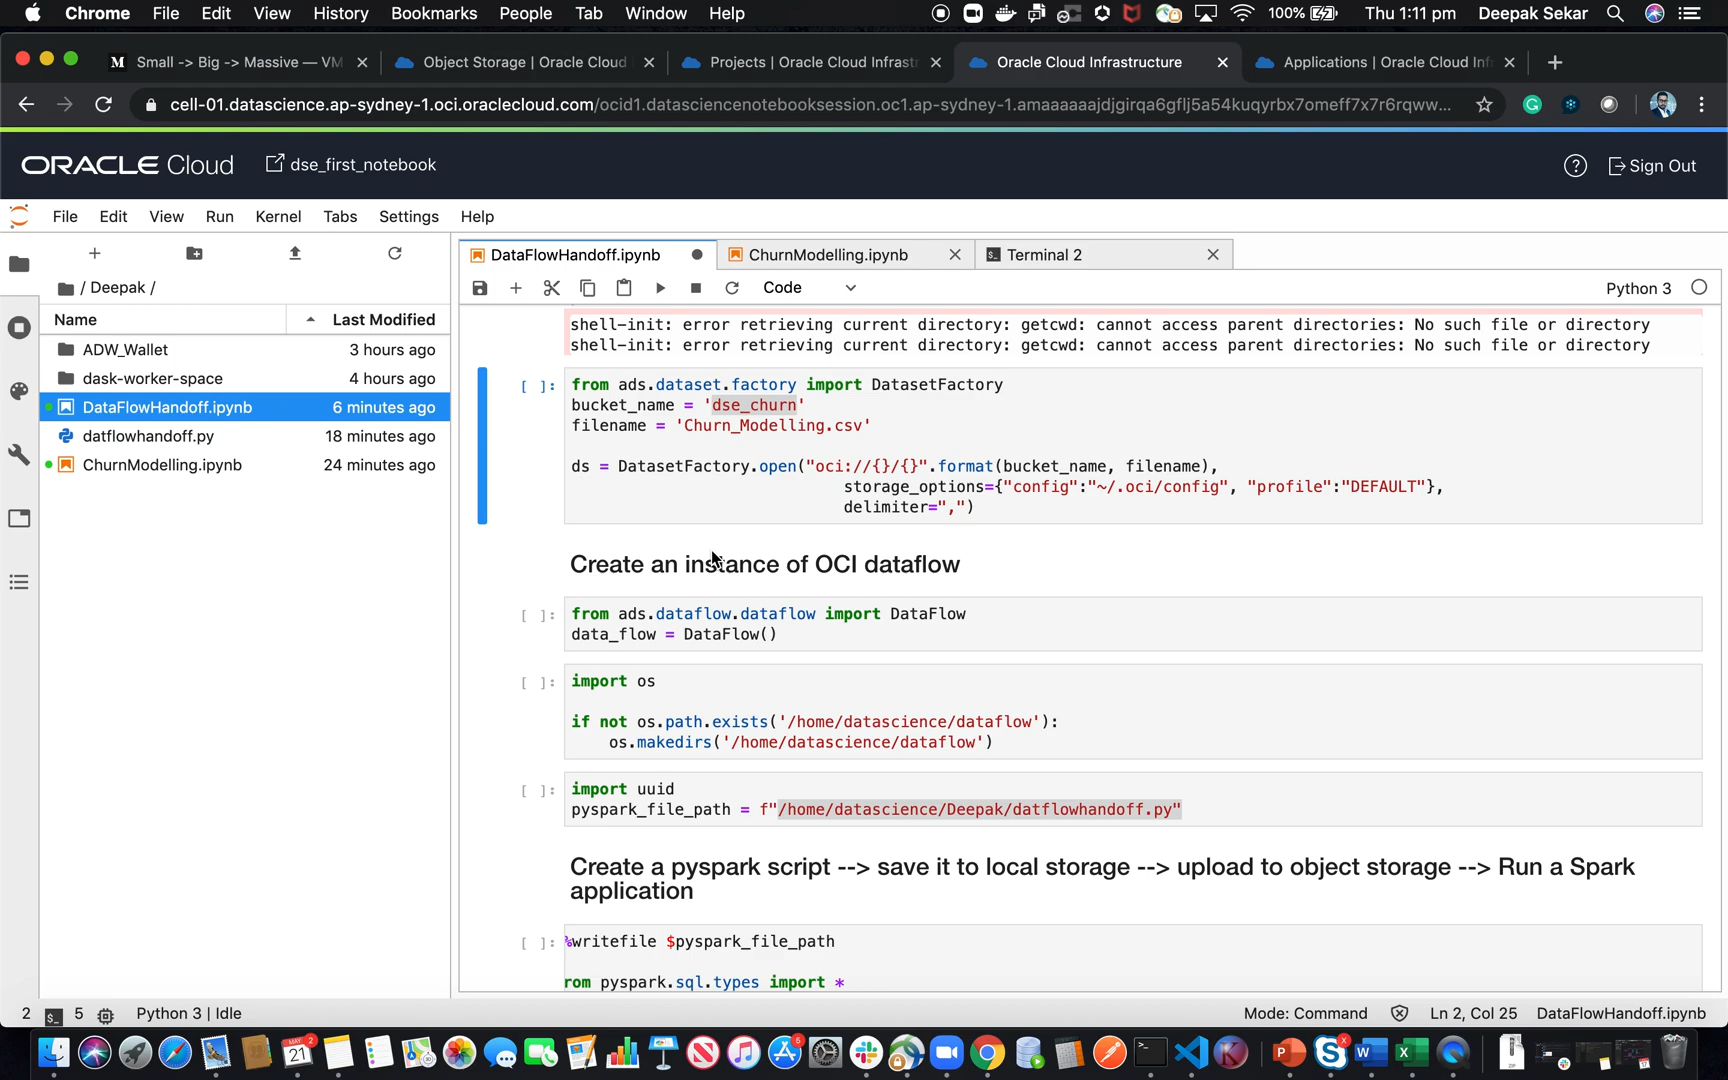 Chrome File Edit View History Bookmarks People Tab Window Help 100% Thu 1:11 pm Deepak Sekar
Small -> Big -> Massive — VM Object Storage | Oracle Cloud Projects | Oracle Cloud Infrast Oracle Cloud Infrastructure Applications | Oracle Cloud Inf
cell-01.datascience.ap-sydney-1.oci.oraclecloud.com/ocid1.datasciencenotebooksession.oc1.ap-sydney-1.amaaaaaajdjgirqa6gflj5a54kuqyrbx7omeff7x7r6rqww...
ORACLE Cloud dse_first_notebook Sign Out
File Edit View Run Kernel Tabs Settings Help
DataFlowHandoff.ipynb ChurnModelling.ipynb Terminal 2
/ Deepak /
Code Python 3
Name Last Modified
ADW_Wallet 3 hours ago
dask-worker-space 4 hours ago
DataFlowHandoff.ipynb 6 minutes ago
datflowhandoff.py 18 minutes ago
ChurnModelling.ipynb 24 minutes ago
shell-init: error retrieving current directory: getcwd: cannot access parent directories: No such file or directory
shell-init: error retrieving current directory: getcwd: cannot access parent directories: No such file or directory
[ ]: from ads.dataset.factory import DatasetFactory
bucket_name = 'dse_churn'
filename = 'Churn_Modelling.csv'
ds = DatasetFactory.open("oci://{}/{}".format(bucket_name, filename),
storage_options={"config":"~/.oci/config", "profile":"DEFAULT"},
delimiter=",")
Create an instance of OCI dataflow
[ ]: from ads.dataflow.dataflow import DataFlow
data_flow = DataFlow()
[ ]: import os
if not os.path.exists('/home/datascience/dataflow'):
os.makedirs('/home/datascience/dataflow')
[ ]: import uuid
pyspark_file_path = f"/home/datascience/Deepak/datflowhandoff.py"
Create a pyspark script --> save it to local storage --> upload to object storage --> Run a Spark
application
[ ]: %writefile $pyspark_file_path
rom pyspark.sql.types import *
2 5 Python 3 | Idle Mode: Command Ln 2, Col 25 DataFlowHandoff.ipynb